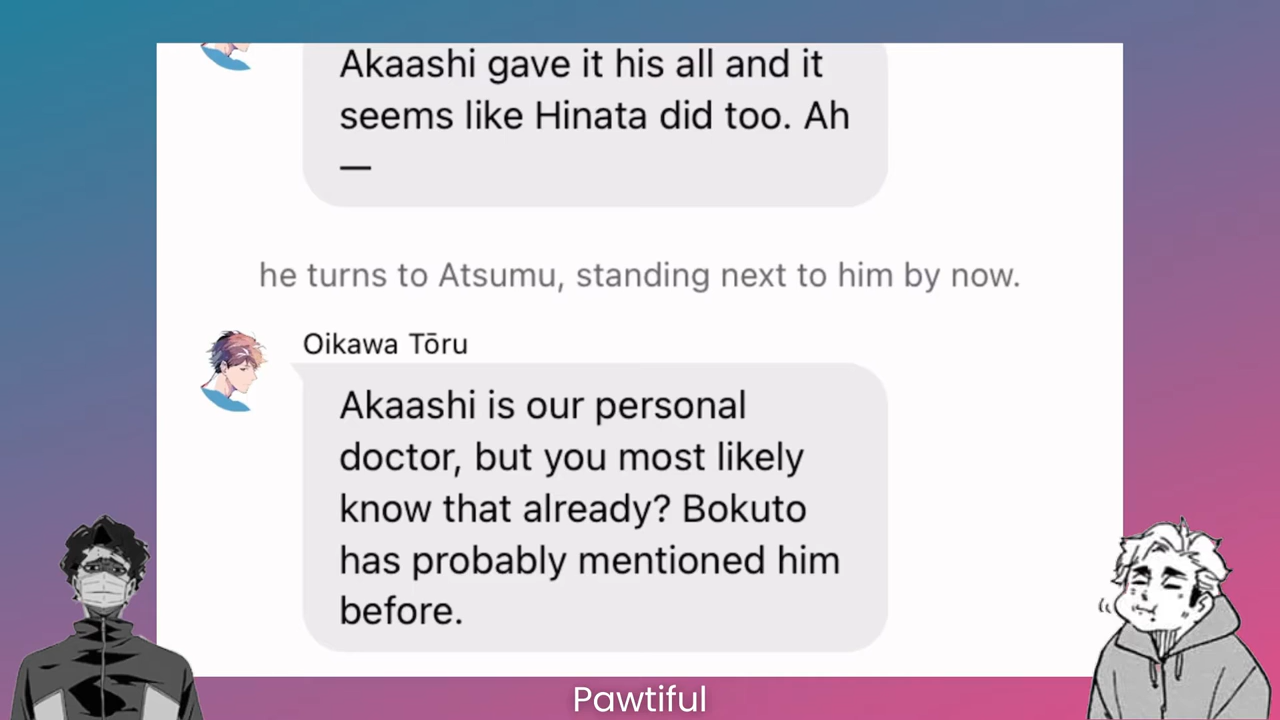 Akaashi gave it his all and it
seems like Hinata did too. Ah
—
he turns to Atsumu, standing next to him by now.
Oikawa Tōru
Akaashi is our personal
doctor, but you most likely
know that already? Bokuto
has probably mentioned him
before.
Pawtiful